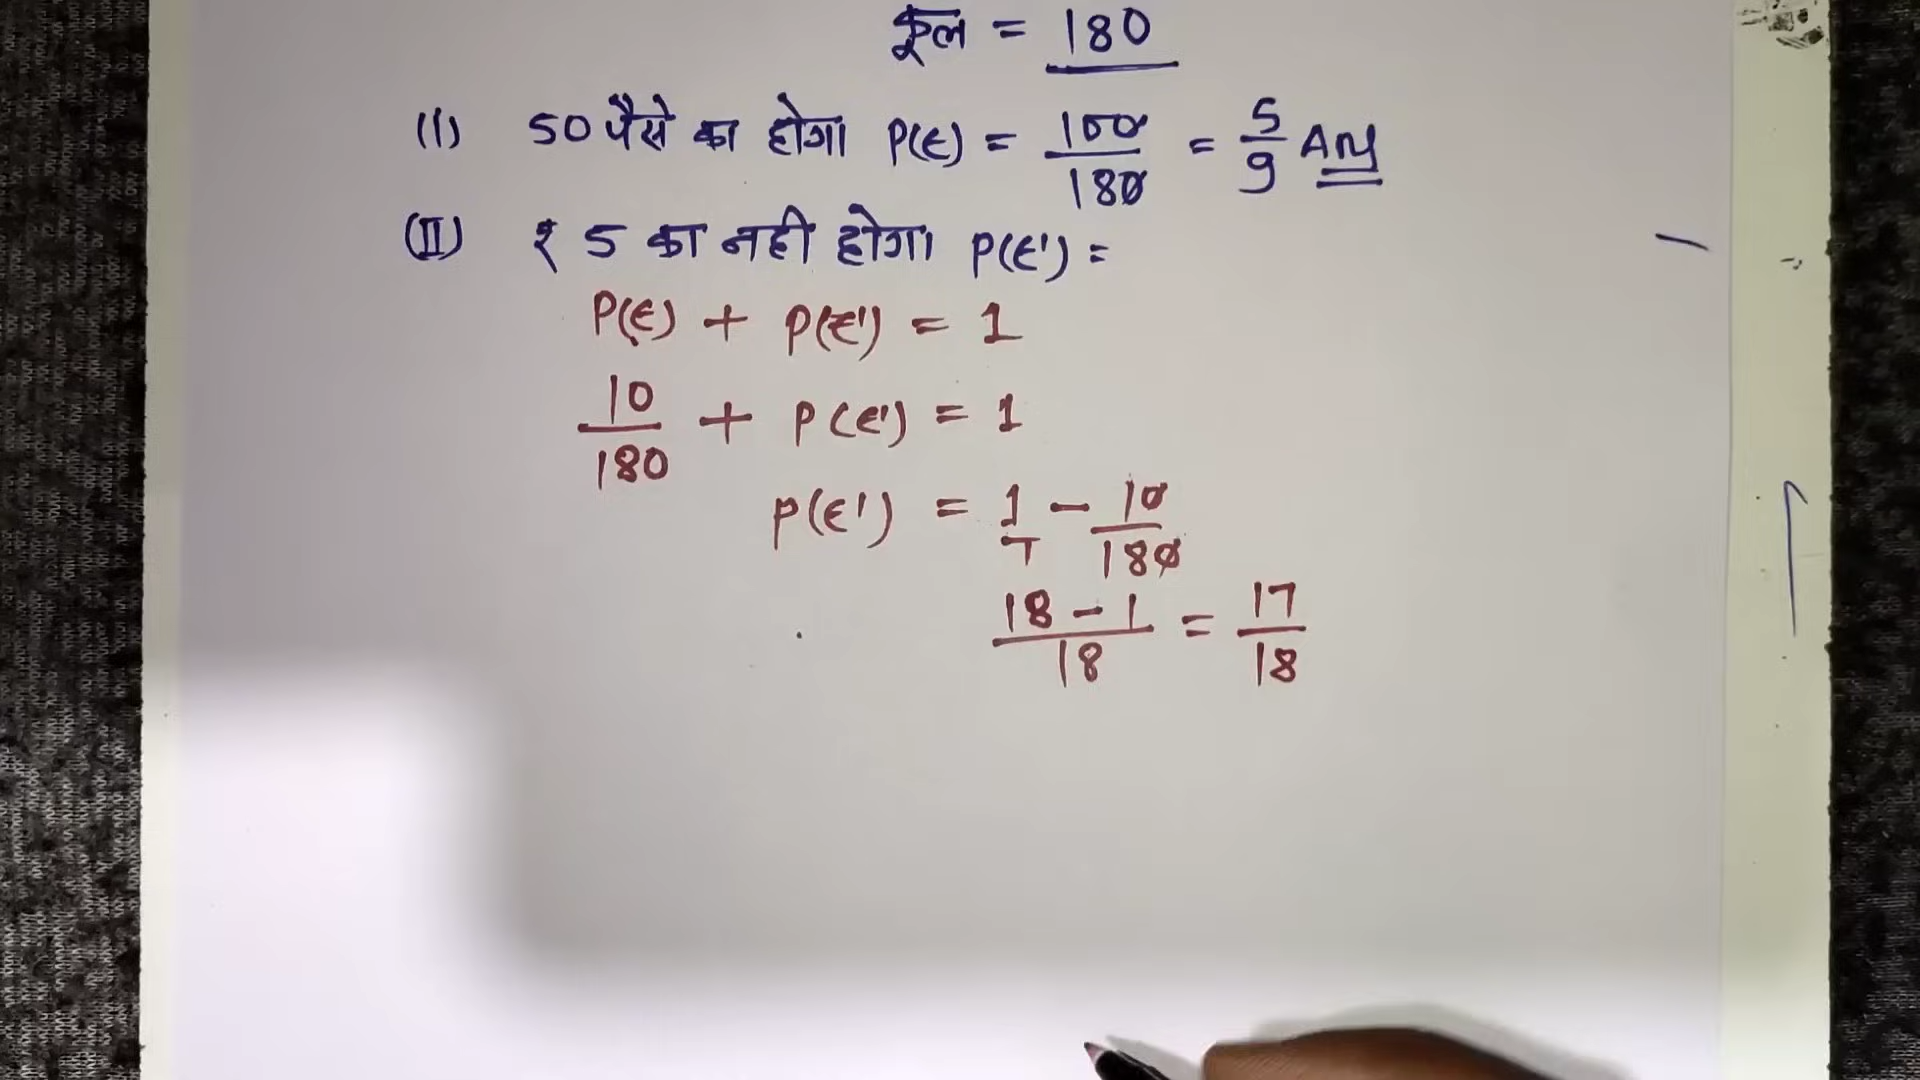 कूल = 180
(I) 50 पैसे का होगा P(E) = 100/180 = 5/9 Ans
(II) ₹ 5 का नही होगा P(E') =
P(E) + P(E') = 1
10/180 + P(E') = 1
P(E') = 1/1 - 10/180
18 - 1/18 = 17/18